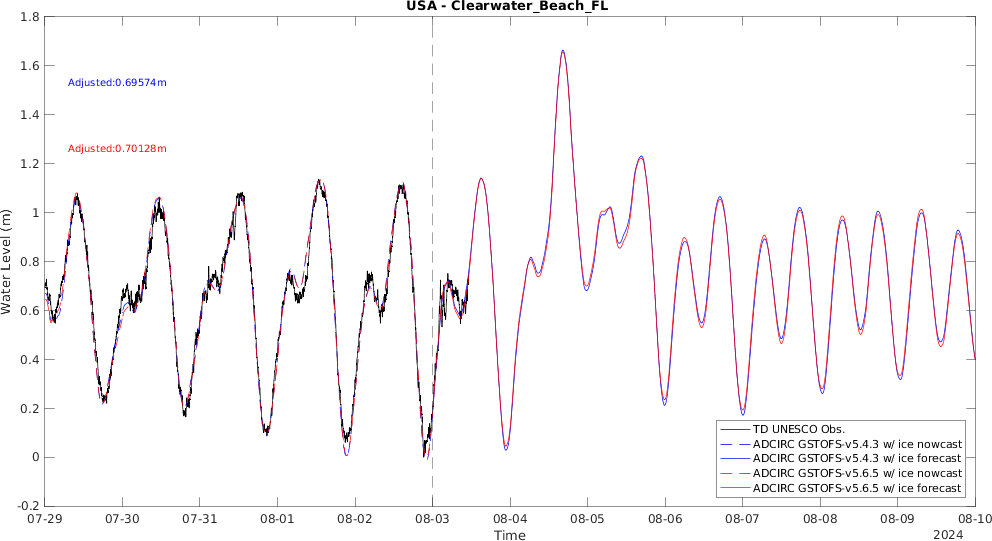 USA - Clearwater_Beach_FL
1.8
1.6
1.4
1.2
1
0.8
0.6
0.4
0.2
0
-0.2
Water Level (m)
Adjusted:0.69574m
Adjusted:0.70128m
TD UNESCO Obs.
ADCIRC GSTOFS-v5.4.3 w/ ice nowcast
ADCIRC GSTOFS-v5.4.3 w/ ice forecast
ADCIRC GSTOFS-v5.6.5 w/ ice nowcast
ADCIRC GSTOFS-v5.6.5 w/ ice forecast
07-29 07-30 07-31 08-01 08-02 08-03 08-04 08-05 08-06 08-07 08-08 08-09 08-10
Time
2024